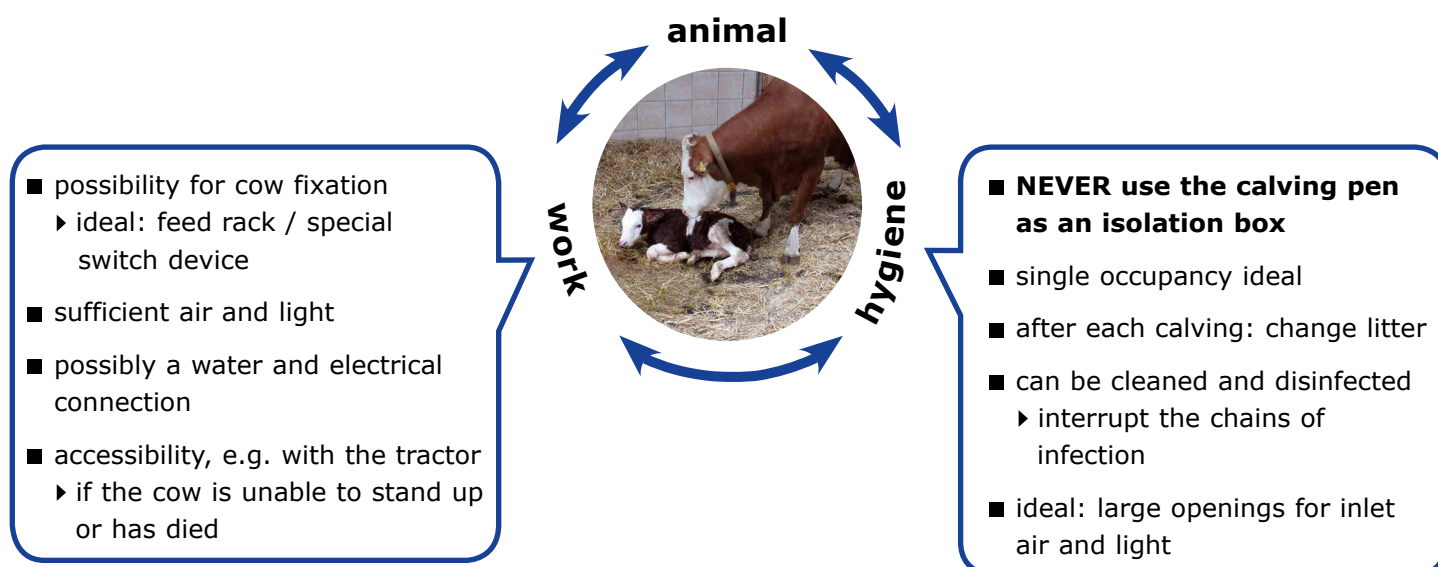 animal
work
hygiene
■ possibility for cow fixation
▸ ideal: feed rack / special
switch device
■ sufficient air and light
■ possibly a water and electrical
connection
■ accessibility, e.g. with the tractor
▸ if the cow is unable to stand up
or has died
■ NEVER use the calving pen
as an isolation box
■ single occupancy ideal
■ after each calving: change litter
■ can be cleaned and disinfected
▸ interrupt the chains of
infection
■ ideal: large openings for inlet
air and light